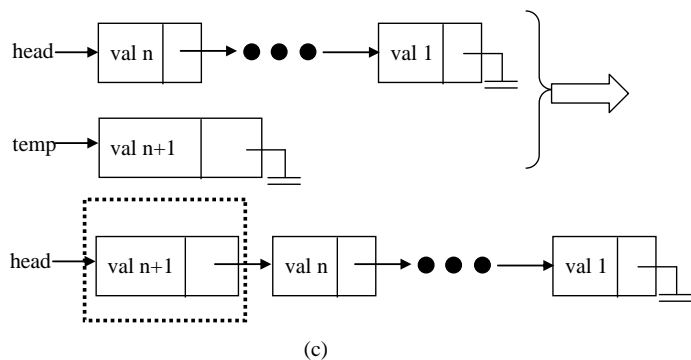 head val n val 1
temp val n+1
head val n+1 val n val 1
(c)